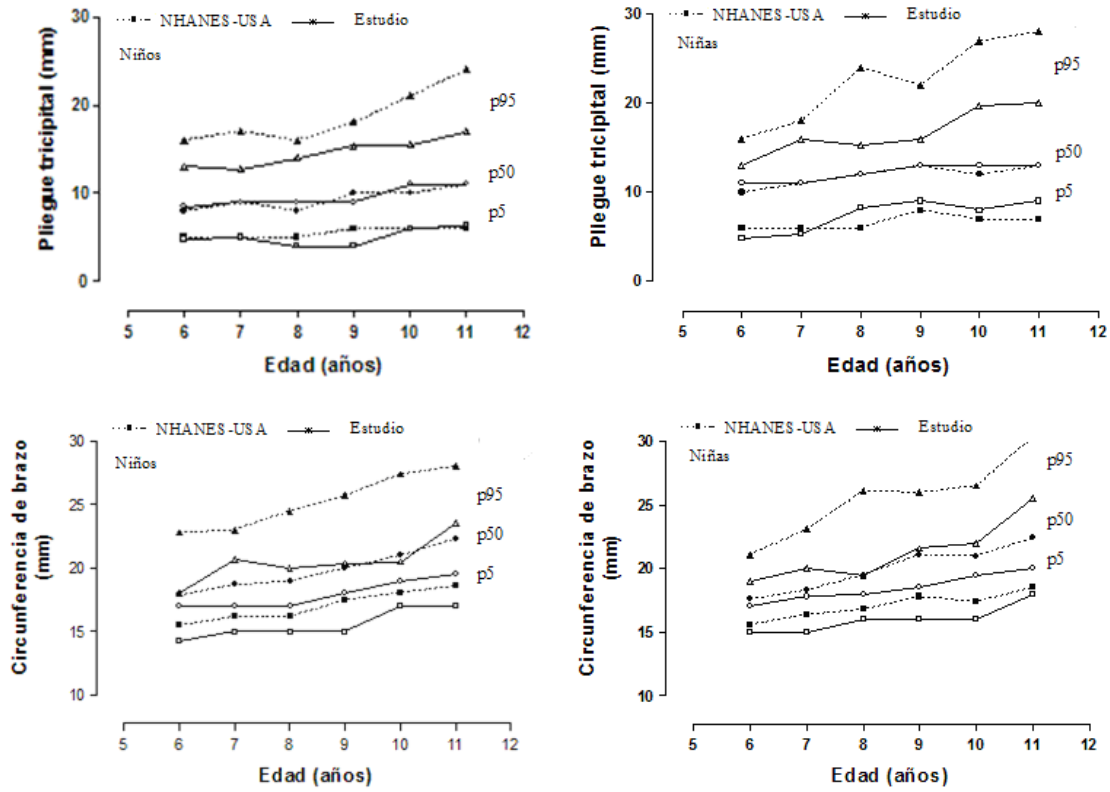 NHANES-USA
Estudio
Niños
Pliegue tricipital (mm)
30
20
10
0
p95
p50
p5
5 6 7 8 9 10 11 12
Edad (años)
NHANES-USA
Estudio
Niñas
Pliegue tricipital (mm)
30
20
10
0
p95
p50
p5
5 6 7 8 9 10 11 12
Edad (años)
NHANES-USA
Estudio
Niños
Circunferencia de brazo
(mm)
30
25
20
15
10
p95
p50
p5
5 6 7 8 9 10 11 12
Edad (años)
NHANES-USA
Estudio
Niñas
Circunferencia de brazo
(mm)
30
25
20
15
10
p95
p50
p5
5 6 7 8 9 10 11 12
Edad (años)